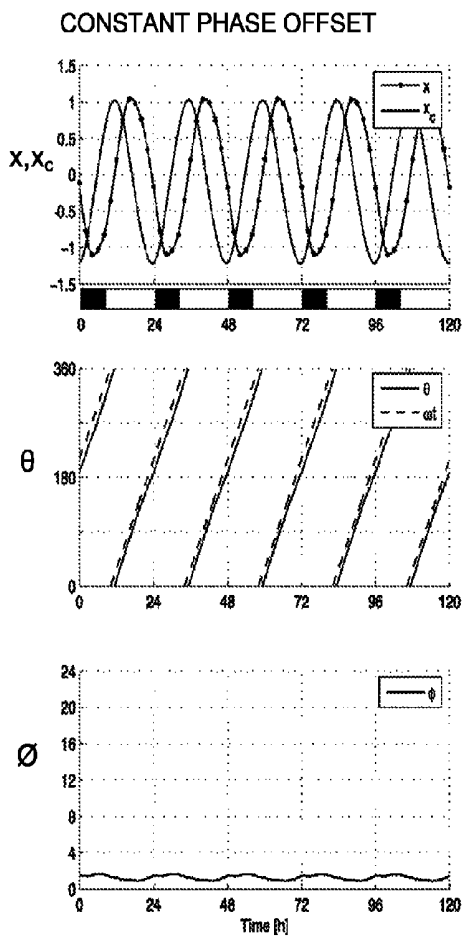 CONSTANT PHASE OFFSET
1.5
1
0.5
0
-0.5
-1
-1.5
x,xc
x
xc
0 24 48 72 96 120
360
180
0
θ
θ
ωt
0 24 48 72 96 120
24
20
16
12
8
4
0
Ø
ϕ
0 24 48 72 96 120
Time [h]